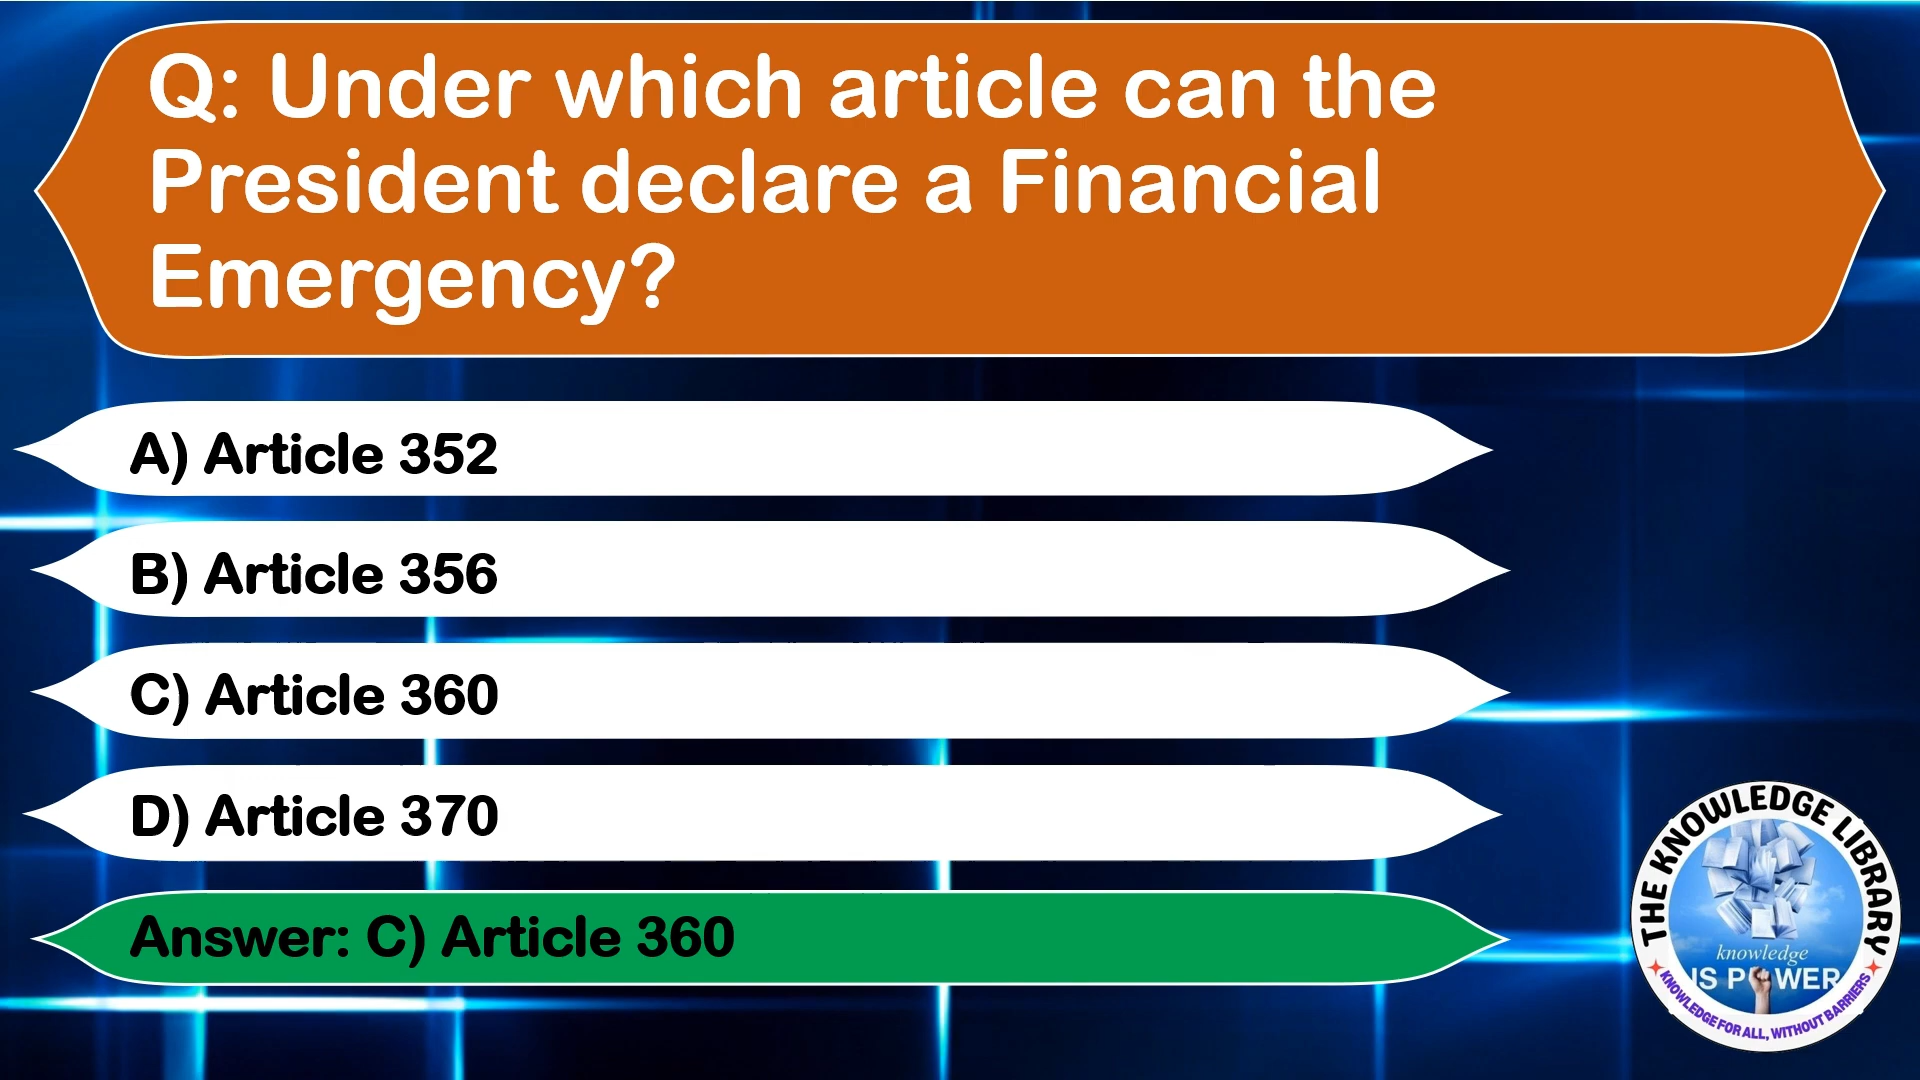 Q: Under which article can the
President declare a Financial
Emergency?
A) Article 352
B) Article 356
C) Article 360
D) Article 370
Answer: C) Article 360
THE KNOWLEDGE LIBRARY
knowledge
IS POWER
KNOWLEDGE FOR ALL, WITHOUT BARRIERS